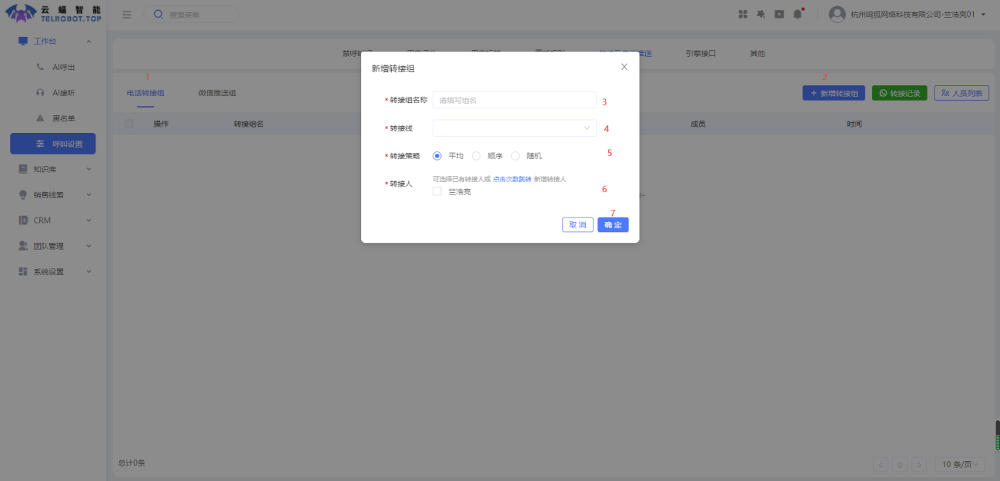 云蝠智能
TELROBOT.TOP
搜索菜单
杭州鸣狐网络科技有限公司-竺浩亮01
工作台
AI呼出
AI接听
黑名单
呼叫设置
知识库
销售线索
CRM
团队管理
系统设置
禁呼时间
引擎接口
其他
1
电话转接组
微信推送组
2
+ 新增转接组
转接记录
人员列表
操作
转接组名
成员
时间
新增转接组
* 转接组名称
请填写组名
3
* 转接线
4
* 转接策略
平均
顺序
随机
5
* 转接人
可选择已有转接人或 点击次数跳转 新增转接人
竺浩亮
6
7
取消
确定
总计0条
0
10 条/页